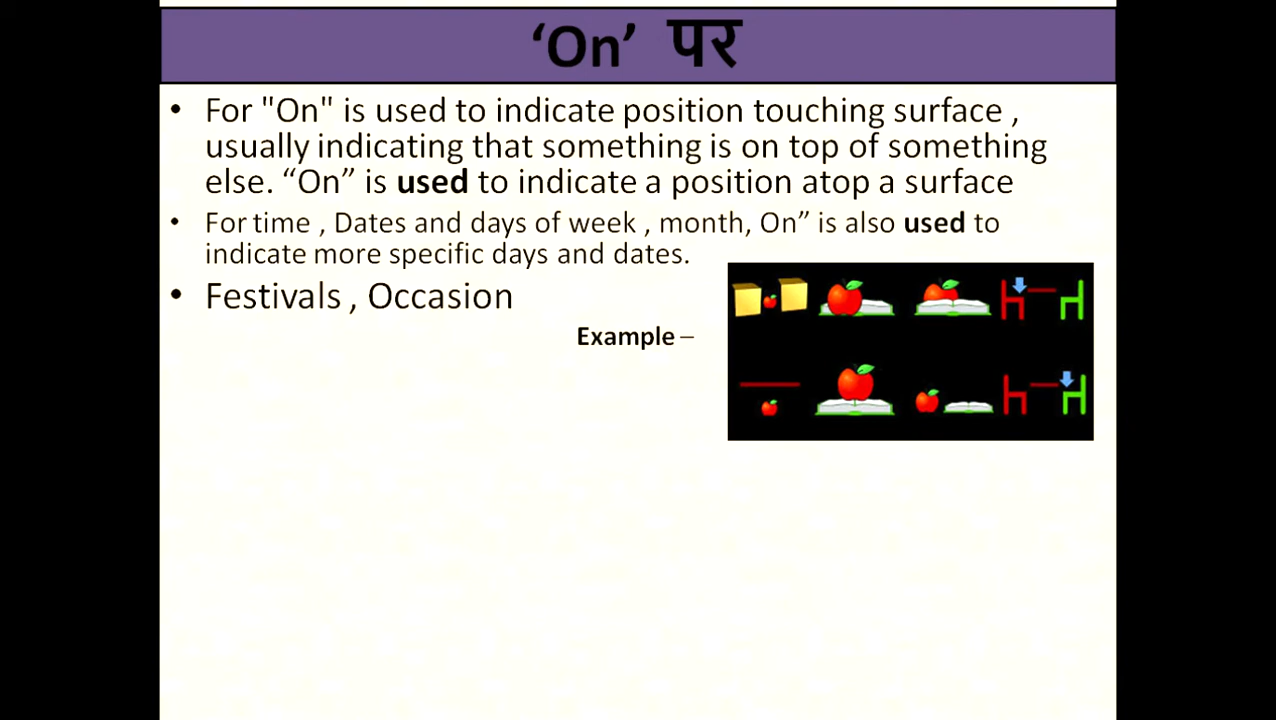 ‘On’ पर
• For "On" is used to indicate position touching surface ,
usually indicating that something is on top of something
else. “On” is used to indicate a position atop a surface
• For time , Dates and days of week , month, On” is also used to
indicate more specific days and dates.
• Festivals , Occasion
Example –